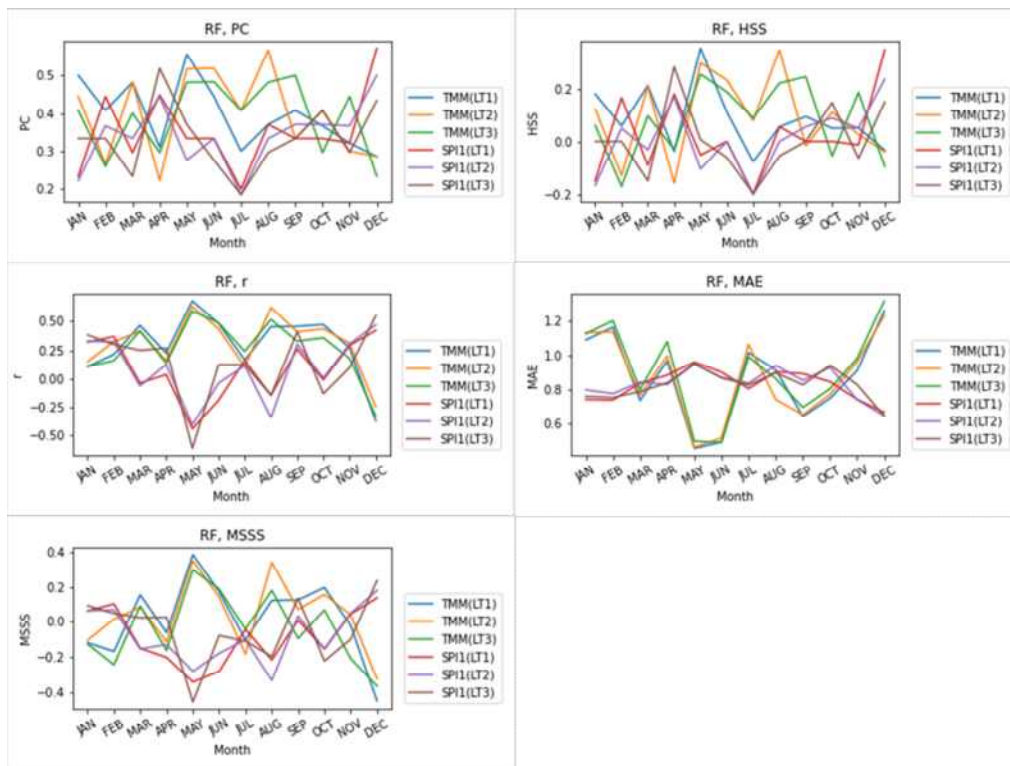 RF, PC
0.5
0.4
0.3
0.2
PC
JAN FEB MAR APR MAY JUN JUL AUG SEP OCT NOV DEC
Month
TMM(LT1)
TMM(LT2)
TMM(LT3)
SPI1(LT1)
SPI1(LT2)
SPI1(LT3)
RF, HSS
0.2
0.0
−0.2
HSS
JAN FEB MAR APR MAY JUN JUL AUG SEP OCT NOV DEC
Month
TMM(LT1)
TMM(LT2)
TMM(LT3)
SPI1(LT1)
SPI1(LT2)
SPI1(LT3)
RF, r
0.50
0.25
0.00
−0.25
−0.50
r
JAN FEB MAR APR MAY JUN JUL AUG SEP OCT NOV DEC
Month
TMM(LT1)
TMM(LT2)
TMM(LT3)
SPI1(LT1)
SPI1(LT2)
SPI1(LT3)
RF, MAE
1.2
1.0
0.8
0.6
MAE
JAN FEB MAR APR MAY JUN JUL AUG SEP OCT NOV DEC
Month
TMM(LT1)
TMM(LT2)
TMM(LT3)
SPI1(LT1)
SPI1(LT2)
SPI1(LT3)
RF, MSSS
0.4
0.2
0.0
−0.2
−0.4
MSSS
JAN FEB MAR APR MAY JUN JUL AUG SEP OCT NOV DEC
Month
TMM(LT1)
TMM(LT2)
TMM(LT3)
SPI1(LT1)
SPI1(LT2)
SPI1(LT3)